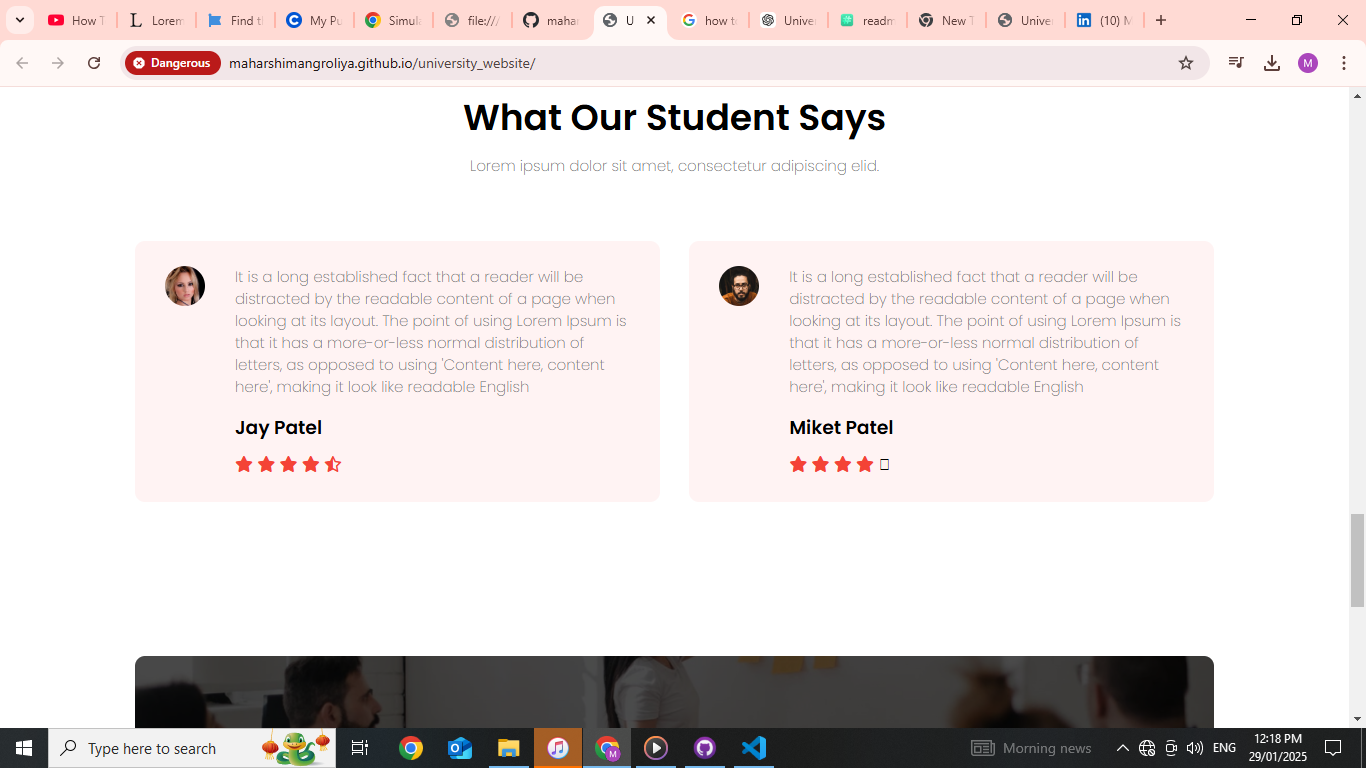 How T
Lorem
Find t
My Pu
Simul
file:///
mahar
U
how to
Univer
readm
New T
Univer
(10) M
Dangerous
maharshimangroliya.github.io/university_website/
M
What Our Student Says
Lorem ipsum dolor sit amet, consectetur adipiscing elid.
It is a long established fact that a reader will be
distracted by the readable content of a page when
looking at its layout. The point of using Lorem Ipsum is
that it has a more-or-less normal distribution of
letters, as opposed to using 'Content here, content
here', making it look like readable English
Jay Patel
It is a long established fact that a reader will be
distracted by the readable content of a page when
looking at its layout. The point of using Lorem Ipsum is
that it has a more-or-less normal distribution of
letters, as opposed to using 'Content here, content
here', making it look like readable English
Miket Patel
Type here to search
Morning news
ENG
12:18 PM
29/01/2025